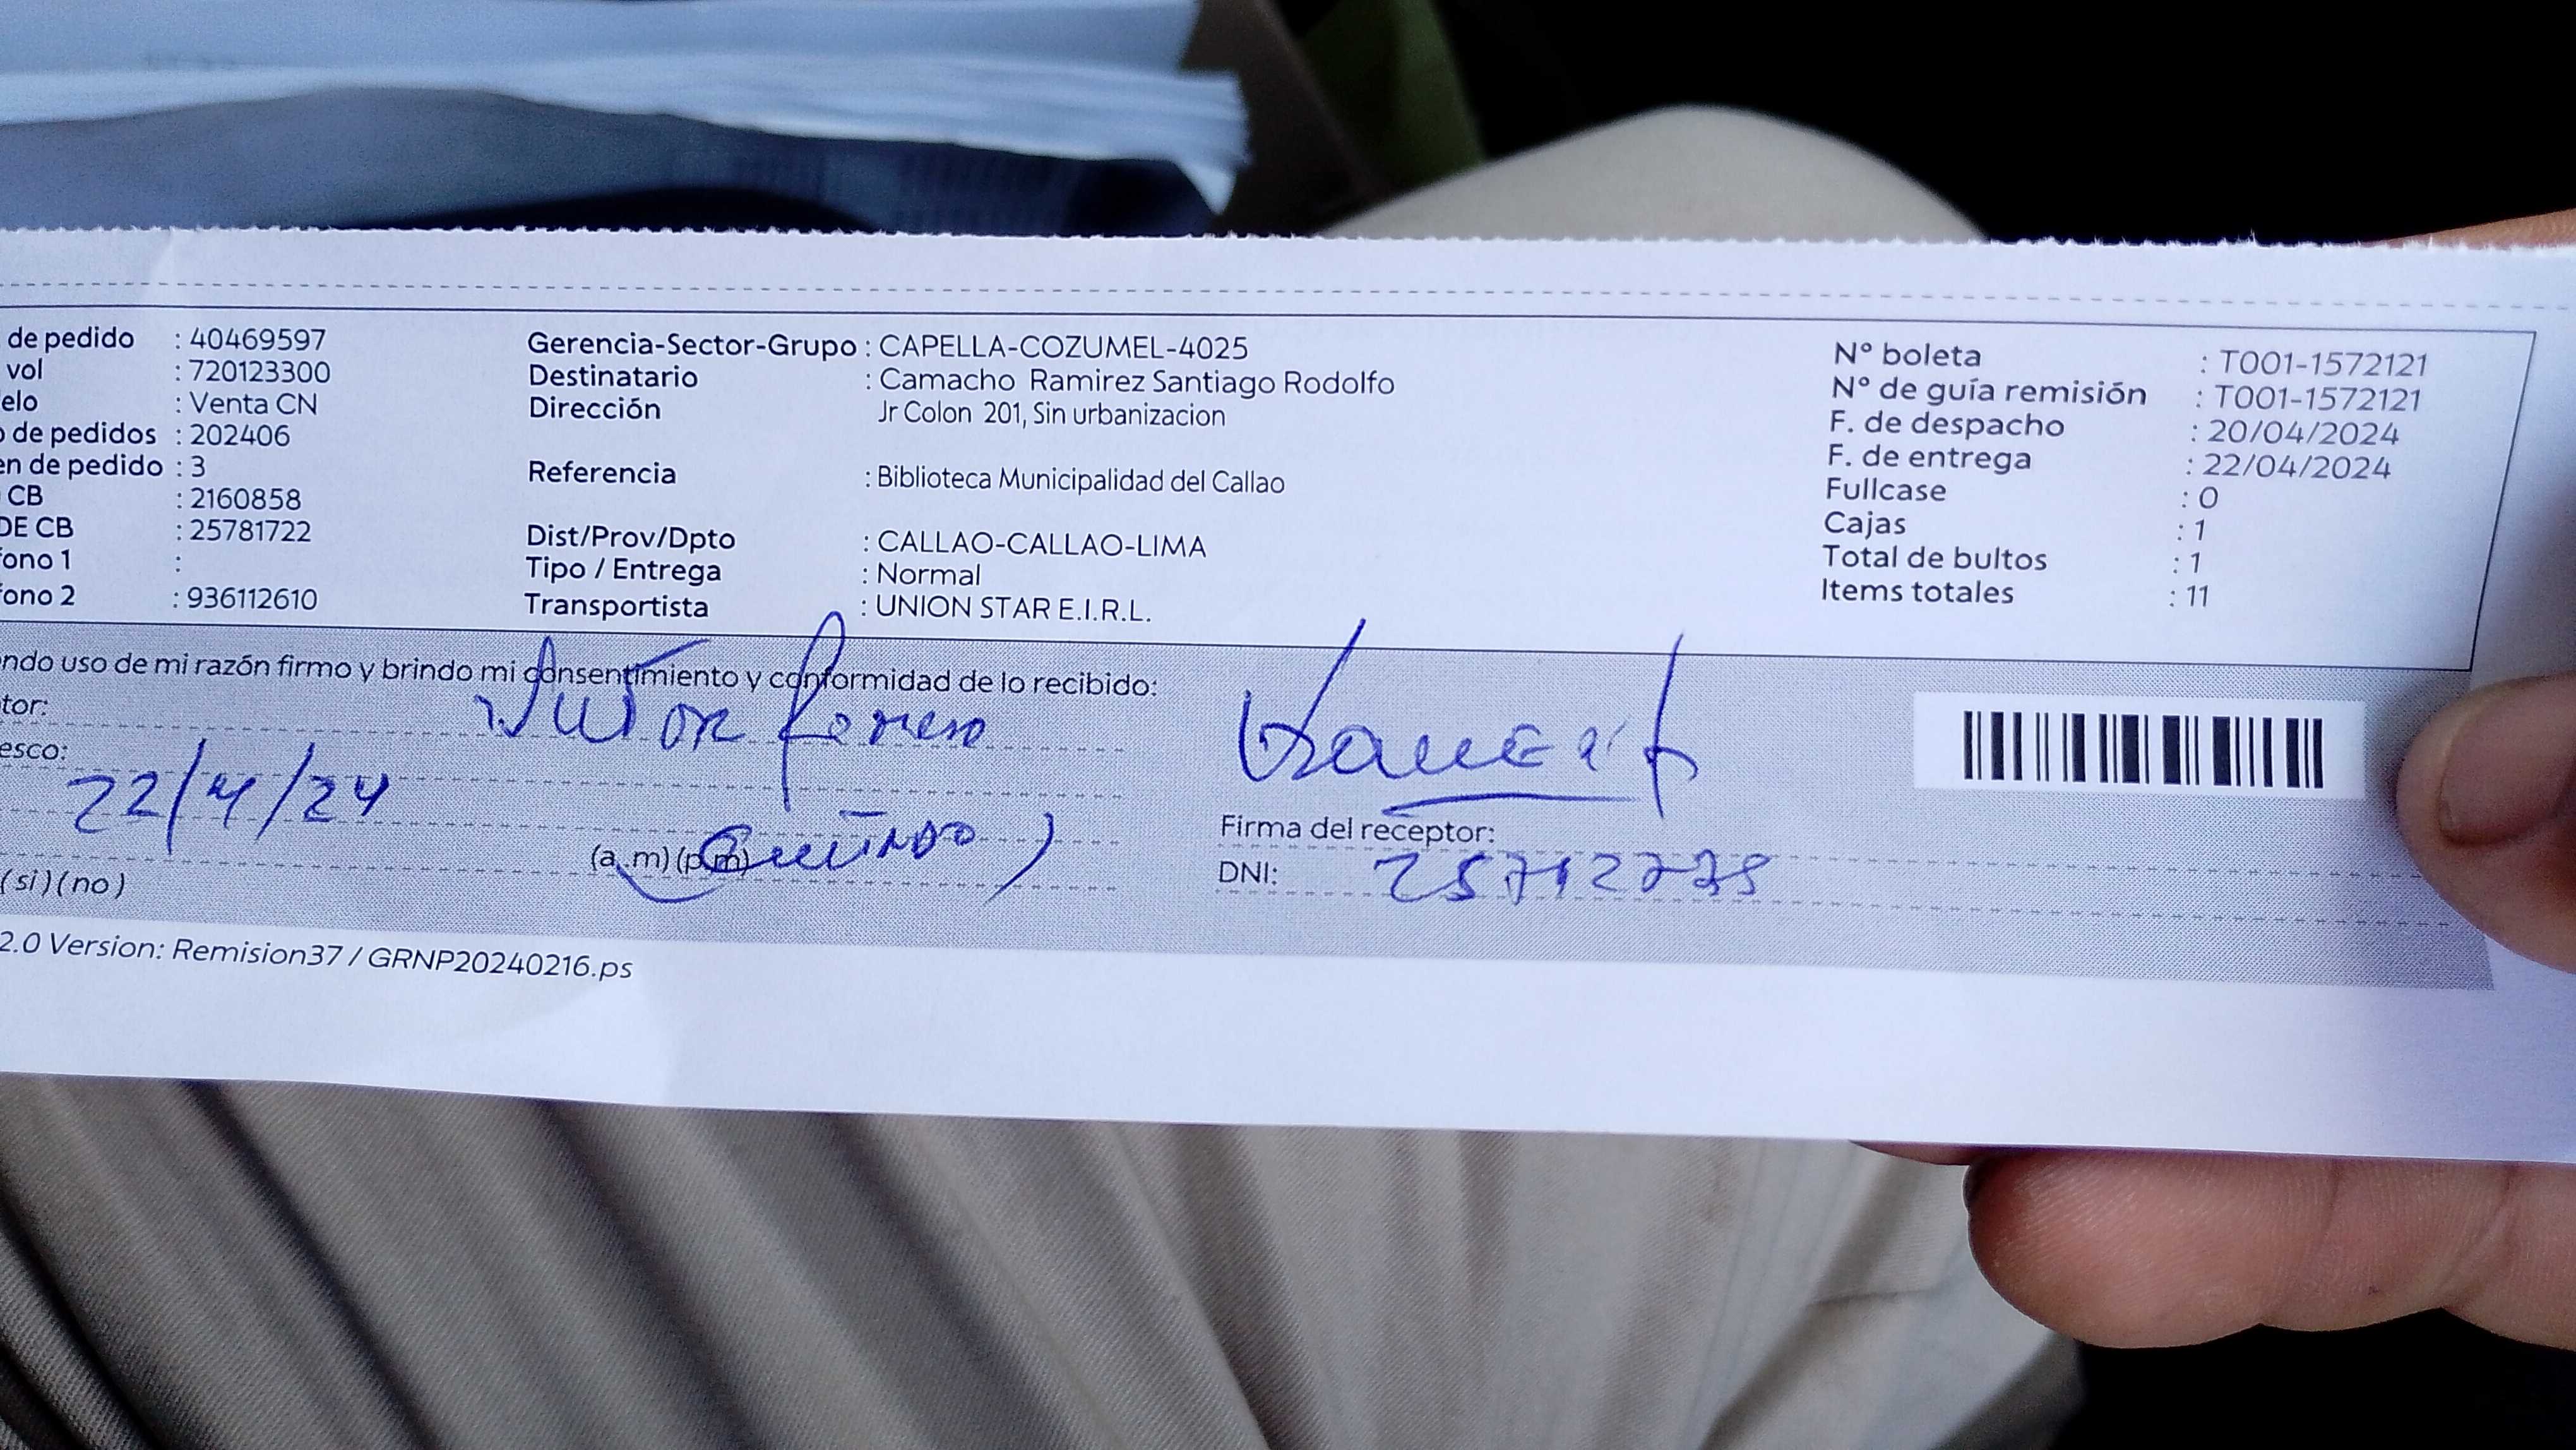 de pedido : 40469597
vol : 720123300
elo : Venta CN
o de pedidos : 202406
en de pedido : 3
CB : 2160858
DE CB : 25781722
fono 1 :
fono 2 : 936112610
Gerencia-Sector-Grupo : CAPELLA-COZUMEL-4025
Destinatario : Camacho Ramirez Santiago Rodolfo
Dirección Jr Colon 201, Sin urbanizacion
Referencia : Biblioteca Municipalidad del Callao
Dist/Prov/Dpto : CALLAO-CALLAO-LIMA
Tipo / Entrega : Normal
Transportista : UNION STAR E.I.R.L.
N° boleta : T001-1572121
N° de guía remisión : T001-1572121
F. de despacho : 20/04/2024
F. de entrega : 22/04/2024
Fullcase : 0
Cajas : 1
Total de bultos : 1
Items totales : 11
ndo uso de mi razón firmo y brindo mi consentimiento y conformidad de lo recibido:
tor:
esco:
22/4/24
(a.m)(p.m)
(si)(no)
Firma del receptor:
DNI:
2.0 Version: Remision37 / GRNP20240216.ps